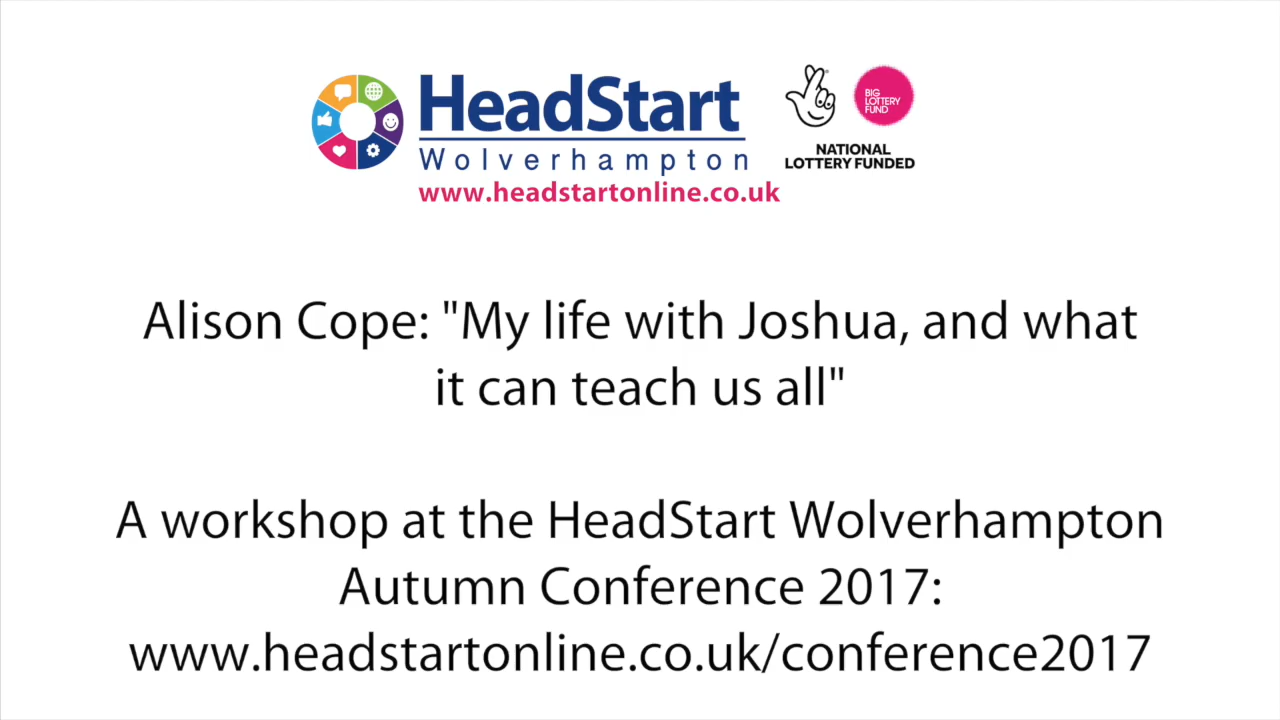 HeadStart
Wolverhampton
www.headstartonline.co.uk
BIG
LOTTERY
FUND
NATIONAL
LOTTERY FUNDED
Alison Cope: "My life with Joshua, and what
it can teach us all"
A workshop at the HeadStart Wolverhampton
Autumn Conference 2017:
www.headstartonline.co.uk/conference2017